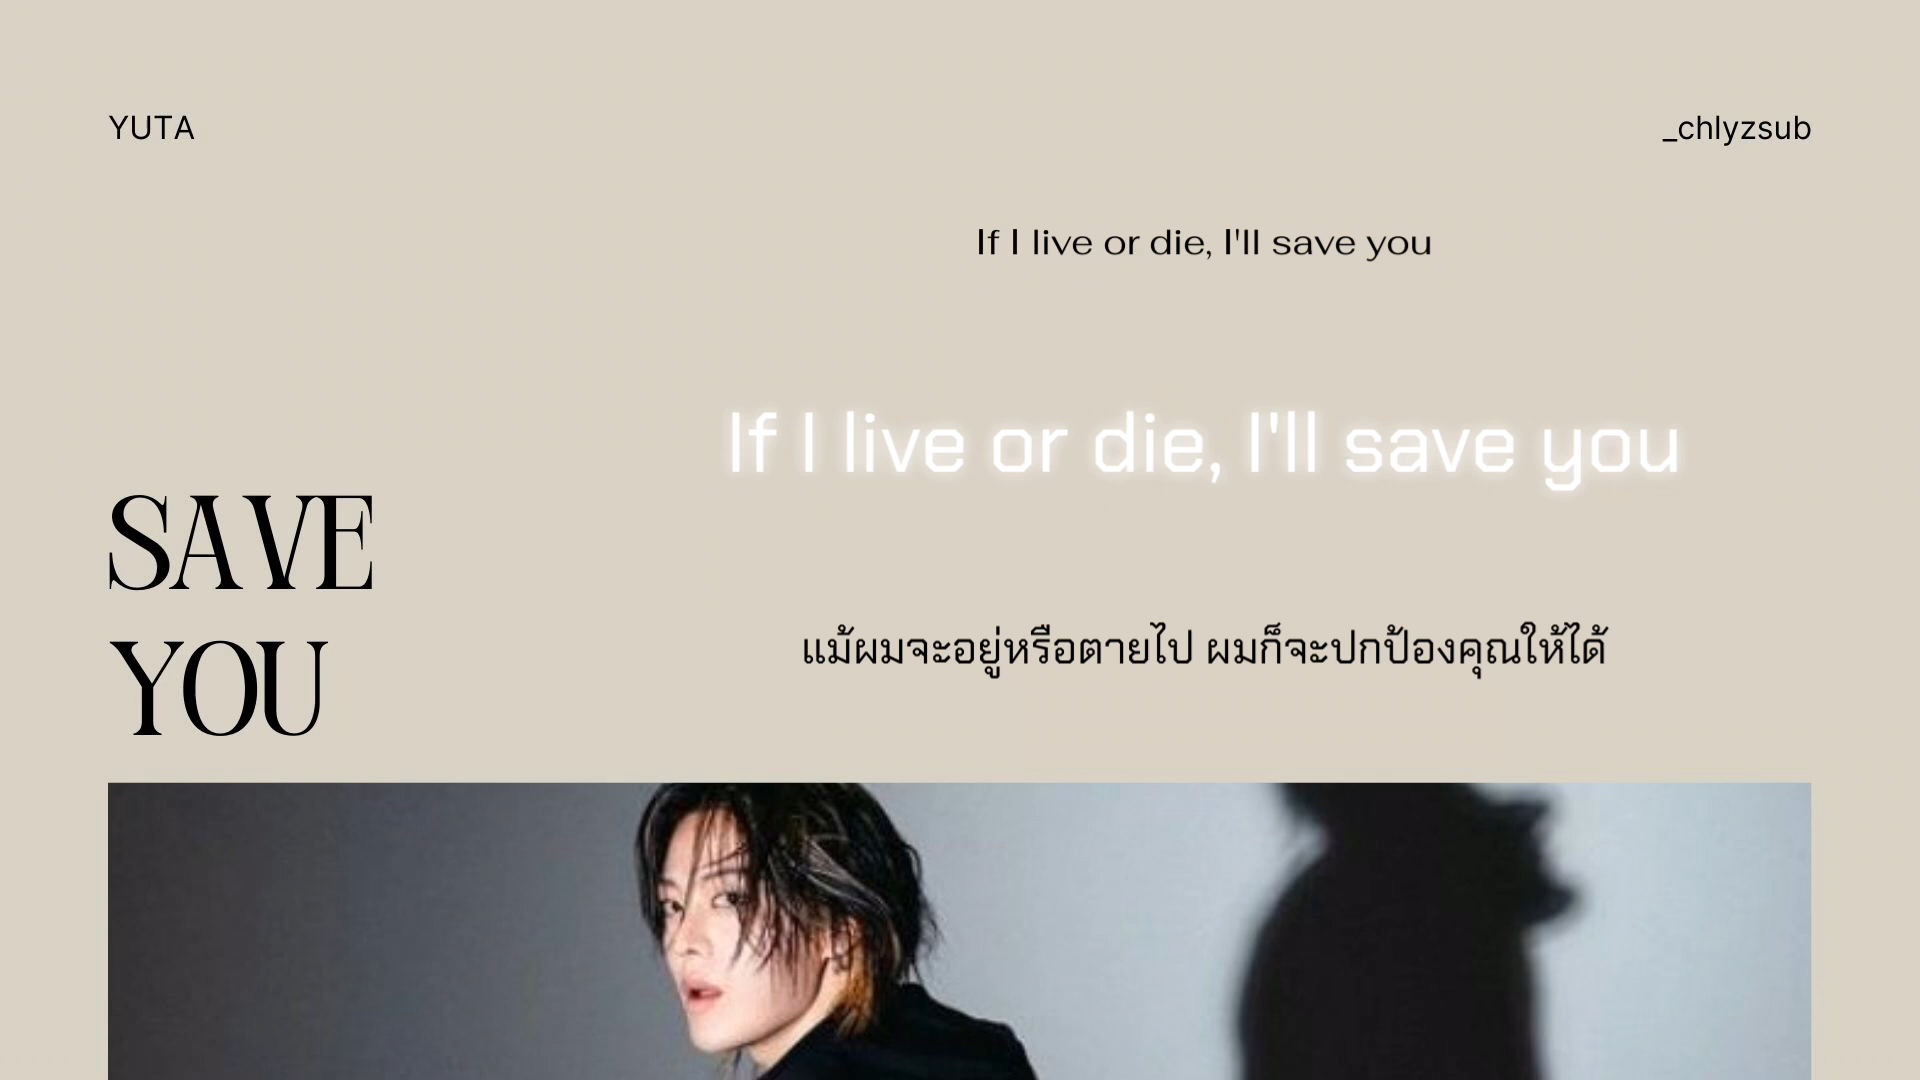 YUTA
_chlyzsub
If I live or die, I'll save you
If I live or die, I'll save you
SAVE
YOU
แม้ผมจะอยู่หรือตายไป ผมก็จะปกป้องคุณให้ได้